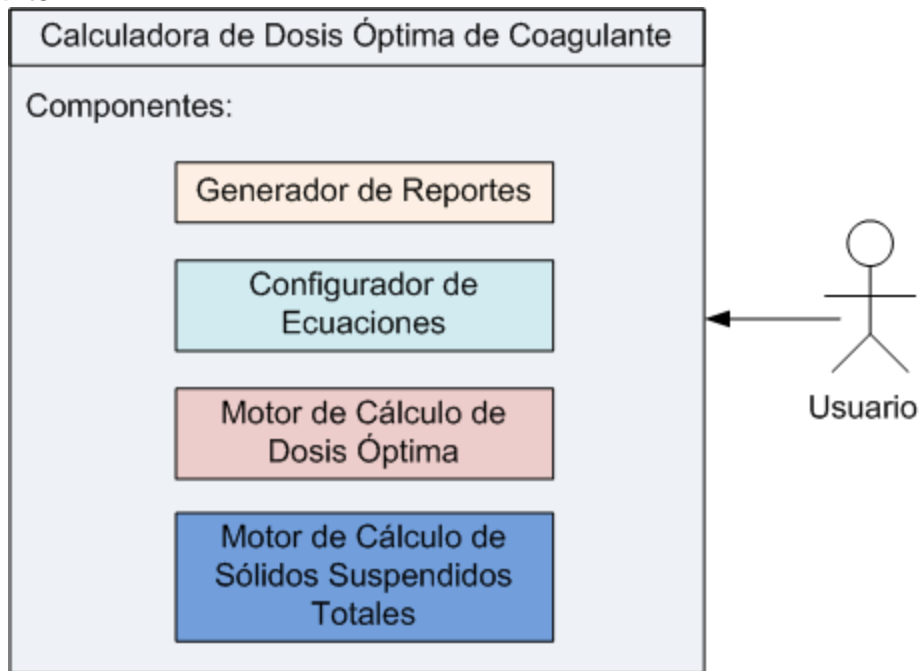 Calculadora de Dosis Óptima de Coagulante
Componentes:
Generador de Reportes
Configurador de
Ecuaciones
Motor de Cálculo de
Dosis Óptima
Motor de Cálculo de
Sólidos Suspendidos
Totales
Usuario